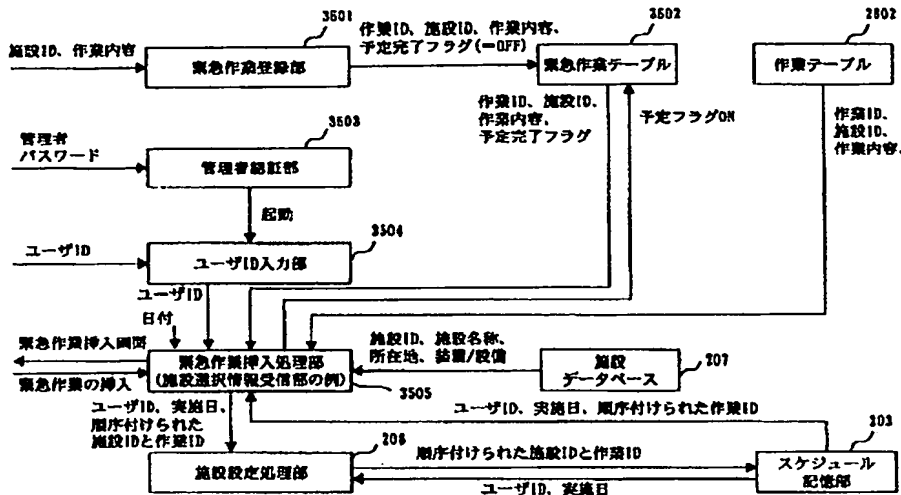 3501
施設ID、作業内容
緊急作業登録部
作業ID、施設ID、作業内容、
予定完了フラグ(=OFF)
3502
緊急作業テーブル
2802
作業テーブル
作業ID、施設ID、
作業内容、
予定完了フラグ
予定フラグON
作業ID、
施設ID、
作業内容、
3503
管理者
パスワード
管理者認証部
起動
3504
ユーザID
ユーザID入力部
ユーザID
日付
緊急作業挿入画面
緊急作業の挿入
緊急作業挿入処理部
(施設選択情報受信部の例)
3505
施設ID、施設名称、
所在地、装置/設備
施設
データベース
207
ユーザID、実施日、
順序付けられた
施設IDと作業ID
ユーザID、実施日、順序付けられた作業ID
203
208
施設設定処理部
順序付けられた施設IDと作業ID
ユーザID、実施日
スケジュール
記憶部